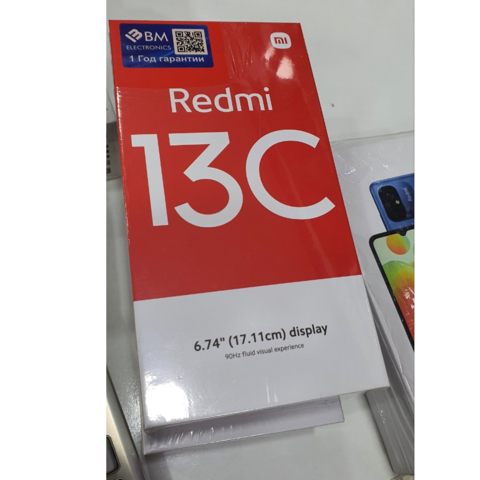 BM
ELECTRONICS
1 Год гарантии
mi
Redmi
13C
6.74" (17.11cm) display
90Hz fluid visual experience